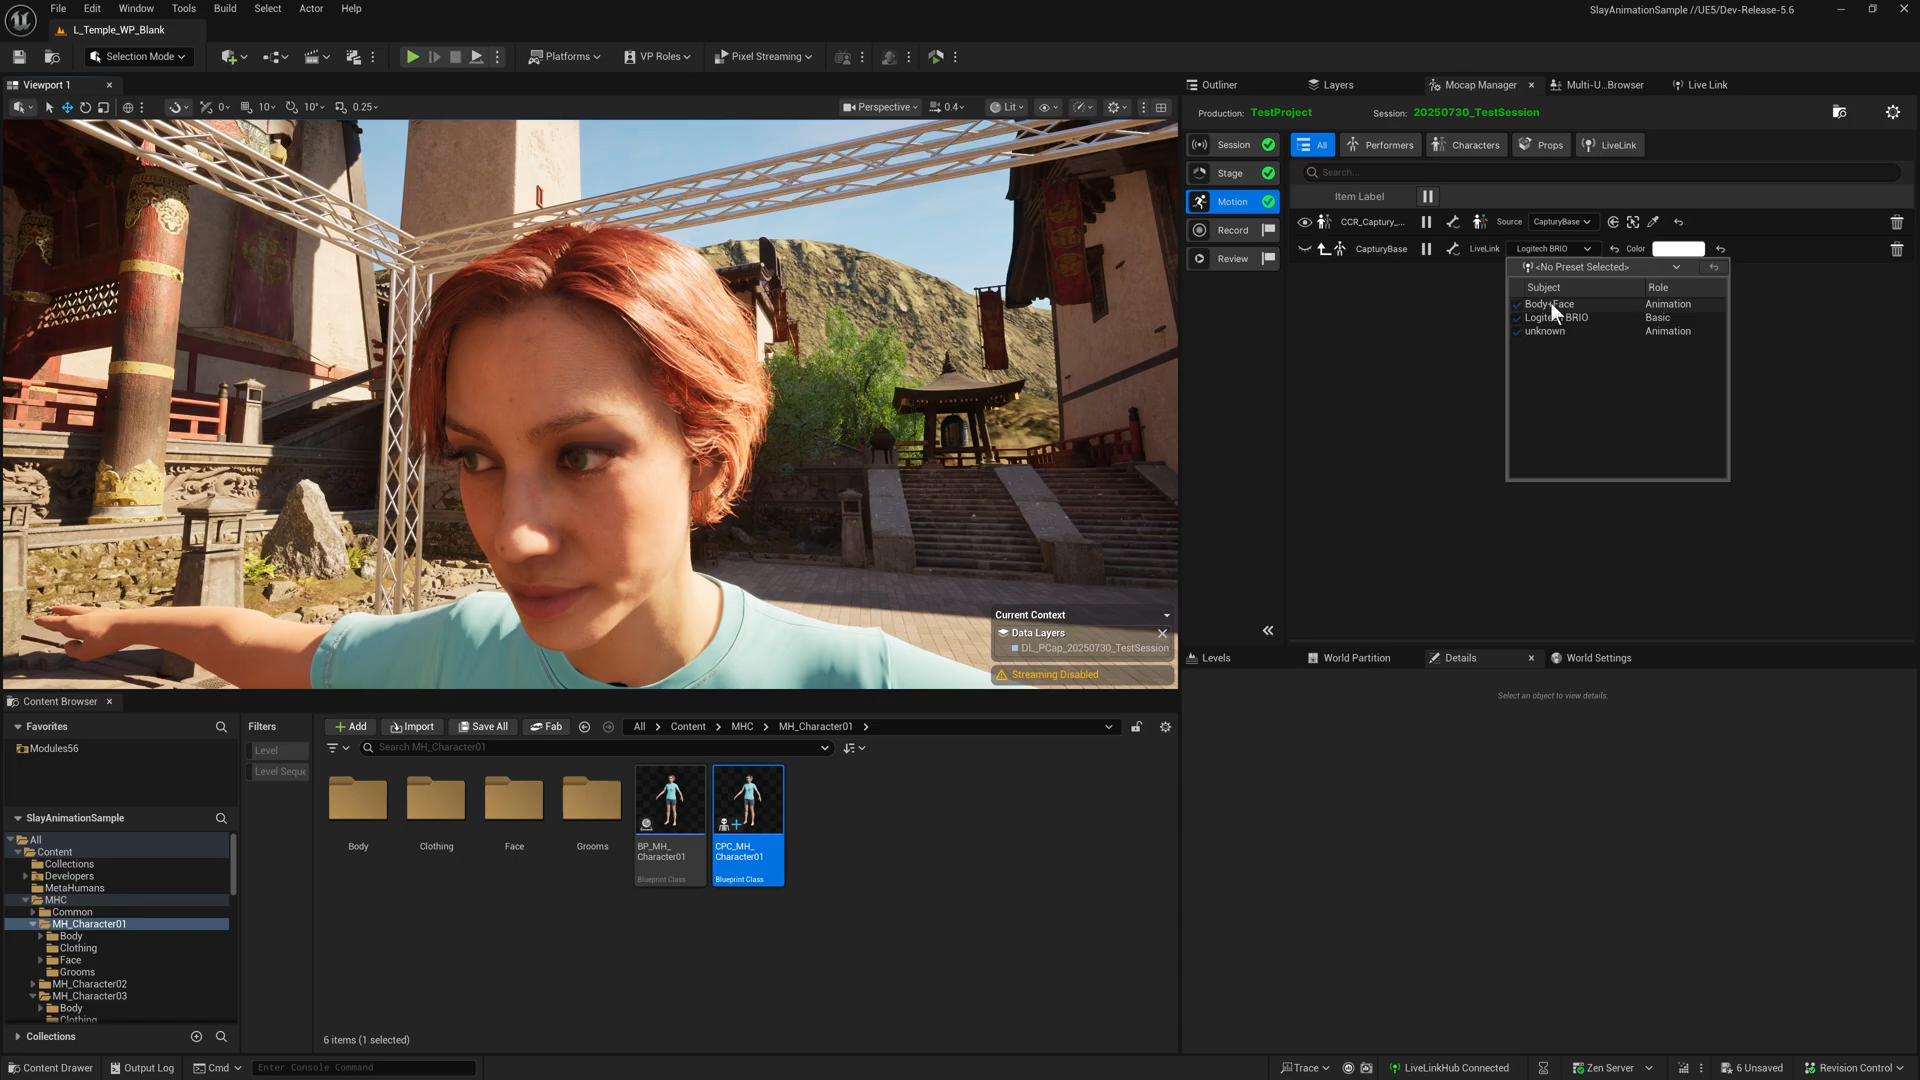 File Edit Window Tools Build Select Actor Help
SlayAnimationSample //UE5/Dev-Release-5.6
L_Temple_WP_Blank
Selection Mode
Platforms
VP Roles
Pixel Streaming
Viewport 1
0
10
10°
0.25
Perspective
0.4
Lit
Outliner
Layers
Mocap Manager
Multi-U...Browser
Live Link
Production: TestProject
Session: 20250730_TestSession
Session
Stage
Motion
Record
Review
All
Performers
Characters
Props
LiveLink
Search...
Item Label
CCR_Captury_... Source CapturyBase
CapturyBase LiveLink Logitech BRIO Color
<No Preset Selected>
Subject Role
Animation
Basic
unknown Animation
Current Context
Data Layers
DL_PCap_20250730_TestSession
Streaming Disabled
Levels
World Partition
Details
World Settings
Select an object to view details.
Content Browser
Favorites
Modules56
SlayAnimationSample
All
Content
Collections
Developers
MetaHumans
MHC
Common
MH_Character01
Body
Clothing
Face
Grooms
MH_Character02
MH_Character03
Body
Clothing
Collections
Filters
Level
Level Seque
Add
Import
Save All
Fab
All > Content > MHC > MH_Character01 >
Search MH_Character01
Body
Clothing
Face
Grooms
BP_MH_
Character01
Blueprint Class
CPC_MH_
Character01
Blueprint Class
6 items (1 selected)
Content Drawer
Output Log
Cmd
Enter Console Command
Trace
LiveLinkHub Connected
Zen Server
6 Unsaved
Revision Control